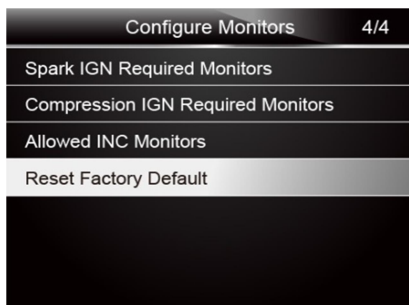 Configure Monitors 4/4
Spark IGN Required Monitors
Compression IGN Required Monitors
Allowed INC Monitors
Reset Factory Default